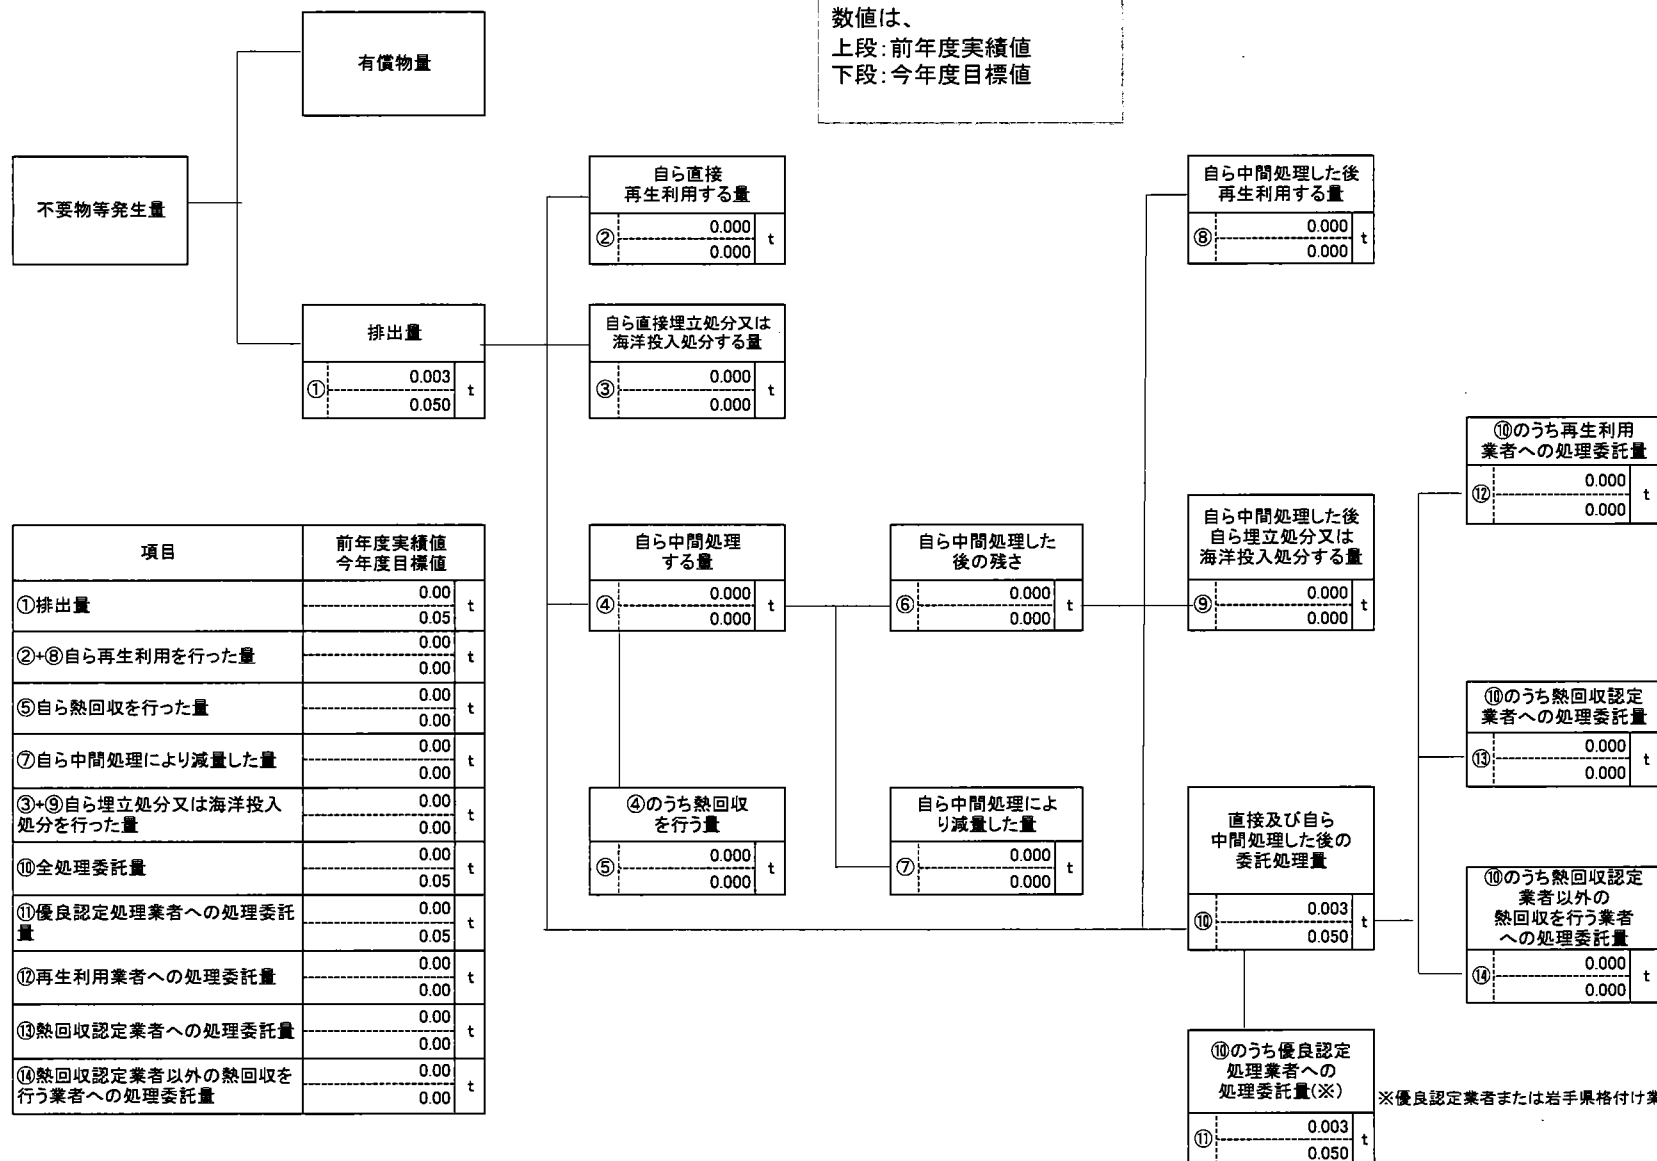 数値は、
上段:前年度実績値
下段:今年度目標値
有償物量
不要物等発生量
排出量
① 0.003 t
0.050
自ら直接
再生利用する量
② 0.000 t
0.000
自ら直接埋立処分又は
海洋投入処分する量
③ 0.000 t
0.000
自ら中間処理
する量
④ 0.000 t
0.000
④のうち熱回収
を行う量
⑤ 0.000 t
0.000
自ら中間処理した
後の残さ
⑥ 0.000 t
0.000
自ら中間処理によ
り減量した量
⑦ 0.000 t
0.000
自ら中間処理した後
再生利用する量
⑧ 0.000 t
0.000
自ら中間処理した後
自ら埋立処分又は
海洋投入処分する量
⑨ 0.000 t
0.000
直接及び自ら
中間処理した後の
委託処理量
⑩ 0.003 t
0.050
⑩のうち優良認定
処理業者への
処理委託量(※)
⑪ 0.003 t
0.050
※優良認定業者または岩手県格付け業
⑩のうち再生利用
業者への処理委託量
⑫ 0.000 t
0.000
⑩のうち熱回収認定
業者への処理委託量
⑬ 0.000 t
0.000
⑩のうち熱回収認定
業者以外の
熱回収を行う業者
への処理委託量
⑭ 0.000 t
0.000
項目 前年度実績値
今年度目標値
①排出量 0.00 t
0.05
②+⑧自ら再生利用を行った量 0.00 t
0.00
⑤自ら熱回収を行った量 0.00 t
0.00
⑦自ら中間処理により減量した量 0.00 t
0.00
③+⑨自ら埋立処分又は海洋投入 0.00 t
処分を行った量 0.00
⑩全処理委託量 0.00 t
0.05
⑪優良認定処理業者への処理委託 0.00 t
量 0.05
⑫再生利用業者への処理委託量 0.00 t
0.00
⑬熱回収認定業者への処理委託量 0.00 t
0.00
⑭熱回収認定業者以外の熱回収を 0.00 t
行う業者への処理委託量 0.00